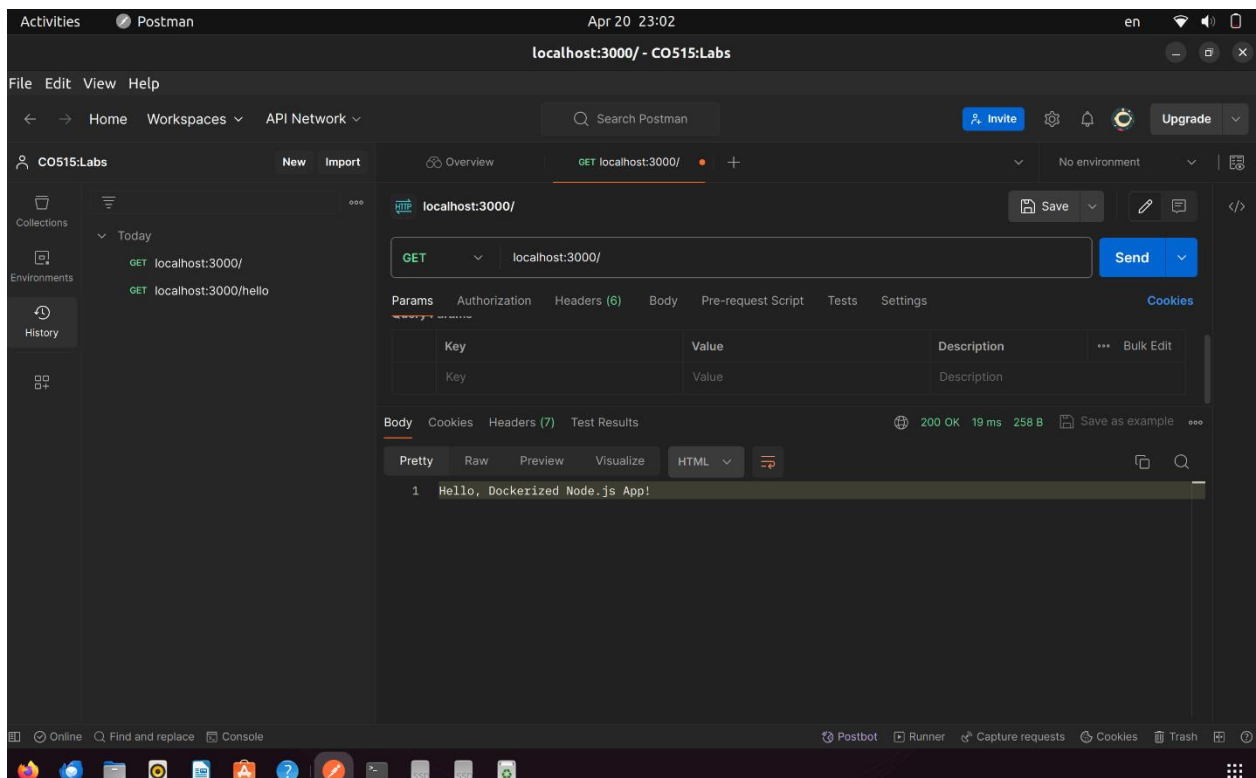 Activities Postman Apr 20 23:02 en
localhost:3000/ - CO515:Labs
File Edit View Help
Home Workspaces API Network Search Postman Invite Upgrade
CO515:Labs New Import Overview GET localhost:3000/ No environment
Collections
HTTP localhost:3000/ Save
Today
GET localhost:3000/
GET localhost:3000/ Send
Environments
GET localhost:3000/hello
Params Authorization Headers (6) Body Pre-request Script Tests Settings Cookies
History
Query Params
Key Value Description Bulk Edit
Key Value Description
Body Cookies Headers (7) Test Results 200 OK 19 ms 258 B Save as example
Pretty Raw Preview Visualize HTML
1 Hello, Dockerized Node.js App!
Online Find and replace Console Postbot Runner Capture requests Cookies Trash